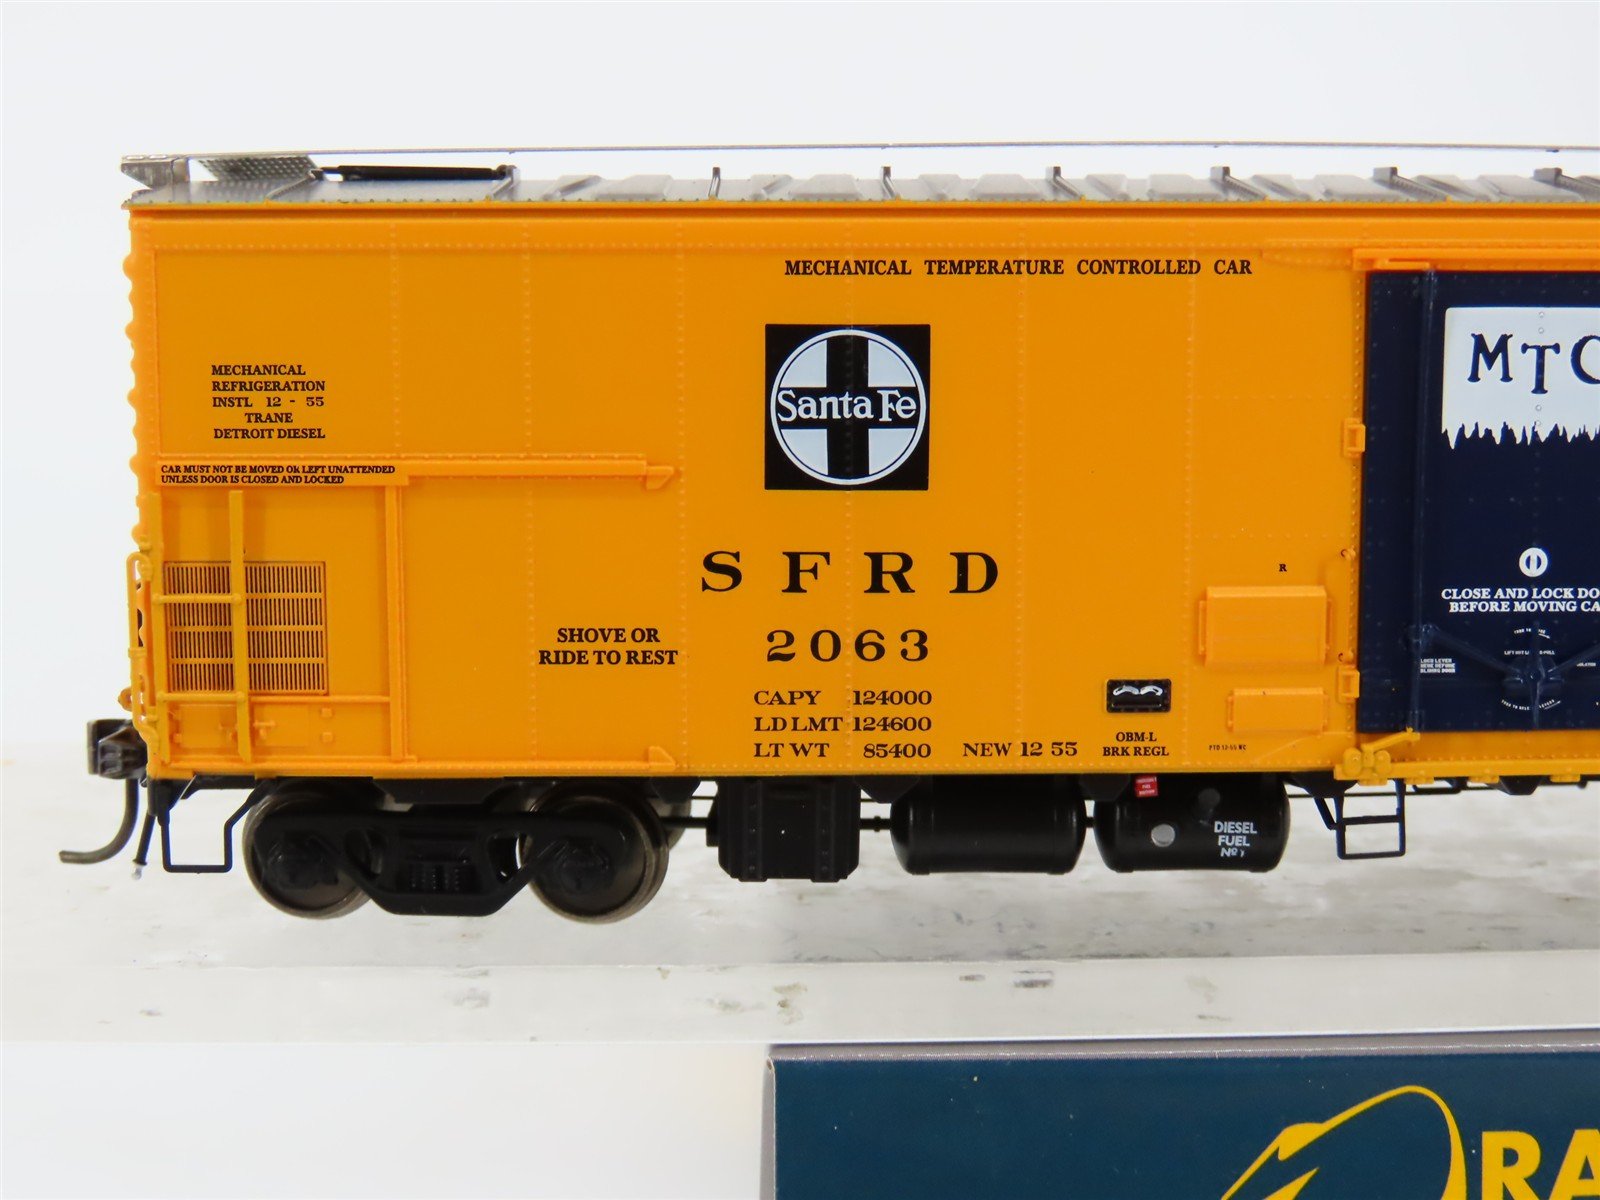 MECHANICAL TEMPERATURE CONTROLLED CAR
MECHANICAL
REFRIGERATION
INSTL 12 - 55
TRANE
DETROIT DIESEL
Santa Fe
MTC
CAR MUST NOT BE MOVED OR LEFT UNATTENDED
UNLESS DOOR IS CLOSED AND LOCKED
S F R D
2063
R
SHOVE OR
RIDE TO REST
CLOSE AND LOCK DO
BEFORE MOVING CA
CAPY 124000
LD LMT 124600
LT WT 85400 NEW 12 55
OBM-L
BRK REGL
DIESEL
FUEL
Nº 1
RA